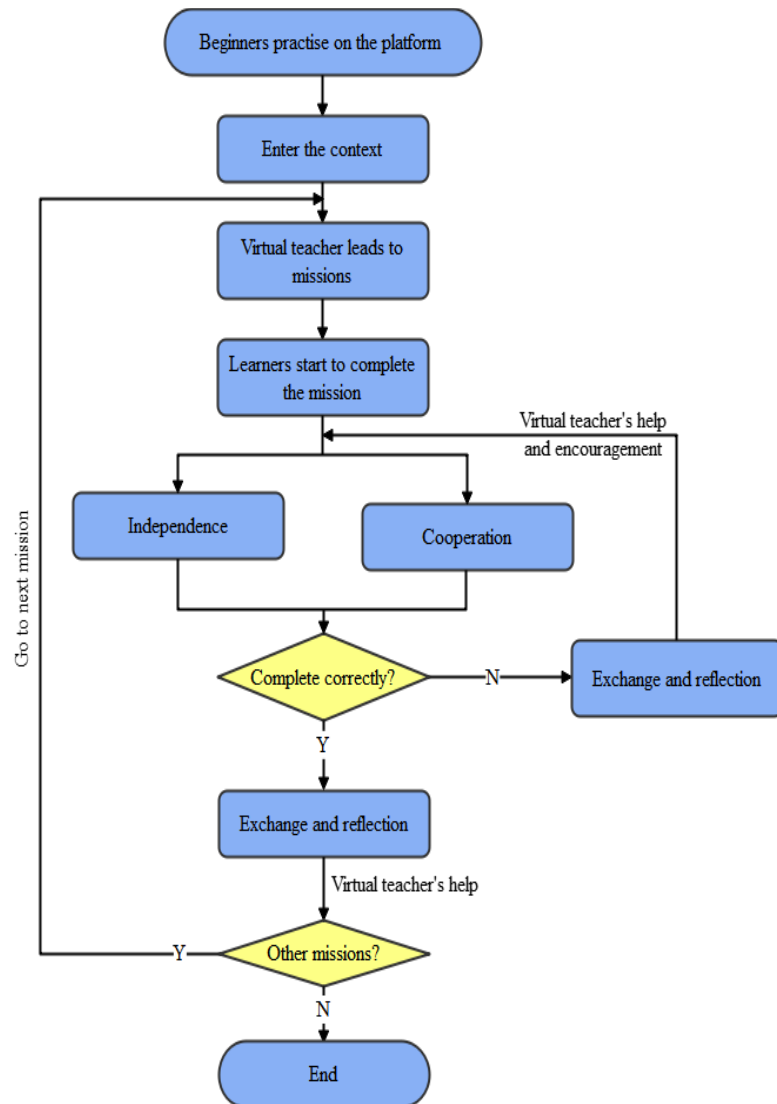 Beginners practise on the platform
Enter the context
Virtual teacher leads to
missions
Learners start to complete
the mission
Virtual teacher's help
and encouragement
Independence
Cooperation
Go to next mission
Complete correctly?
N
Exchange and reflection
Y
Exchange and reflection
Virtual teacher's help
Other missions?
Y
N
End